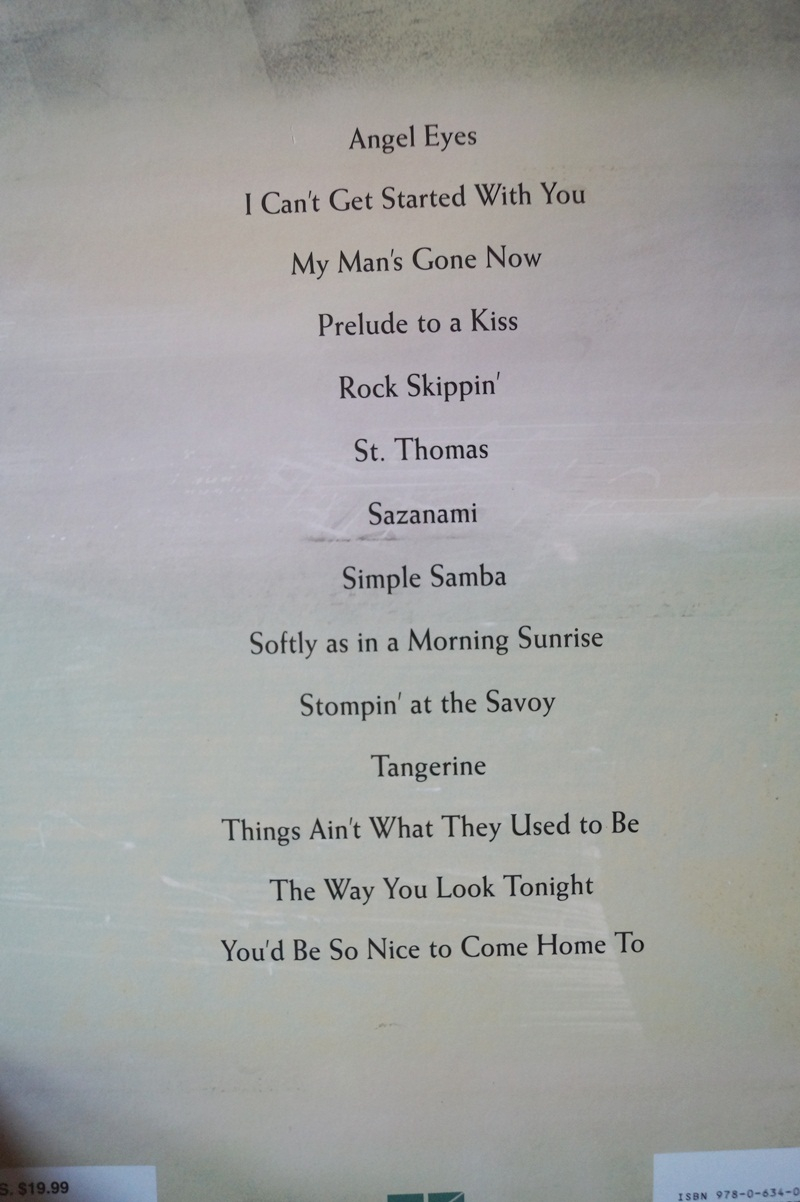 Angel Eyes
I Can't Get Started With You
My Man's Gone Now
Prelude to a Kiss
Rock Skippin'
St. Thomas
Sazanami
Simple Samba
Softly as in a Morning Sunrise
Stompin' at the Savoy
Tangerine
Things Ain't What They Used to Be
The Way You Look Tonight
You'd Be So Nice to Come Home To
S. $19.99
ISBN 978-0-634-0